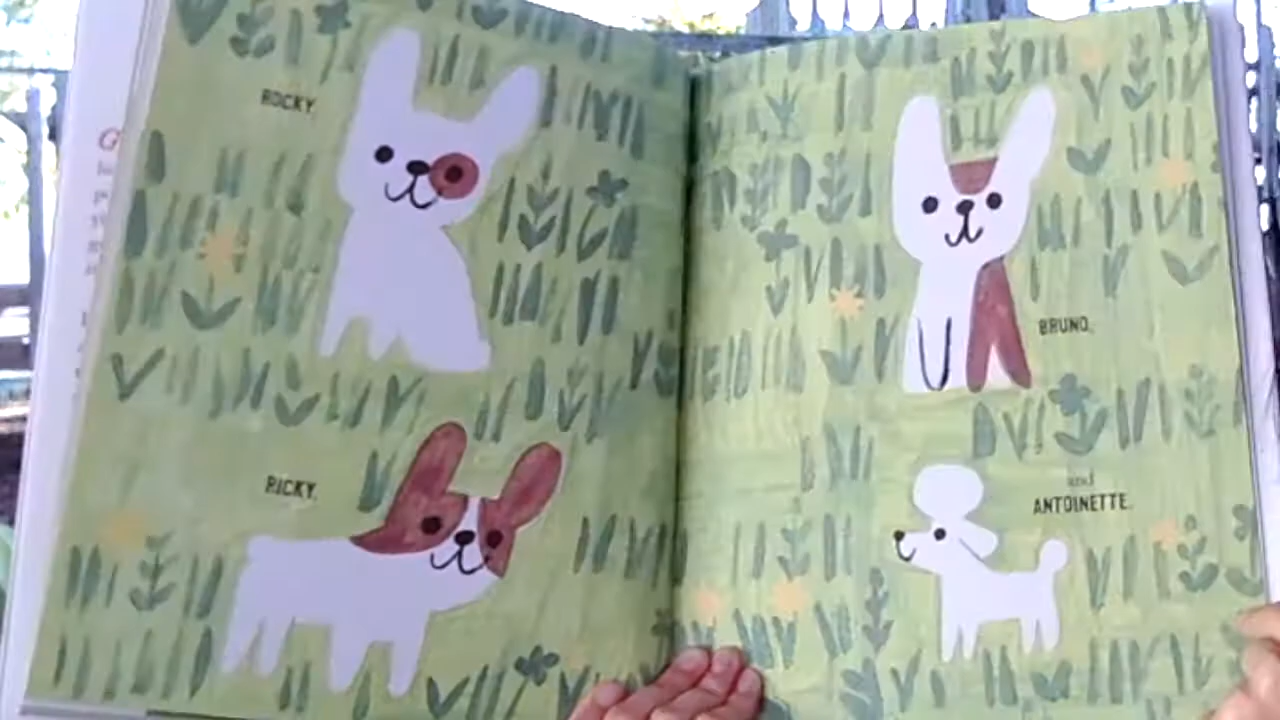 ROCKY,
RICKY,
BRUNO,
and
ANTOINETTE.